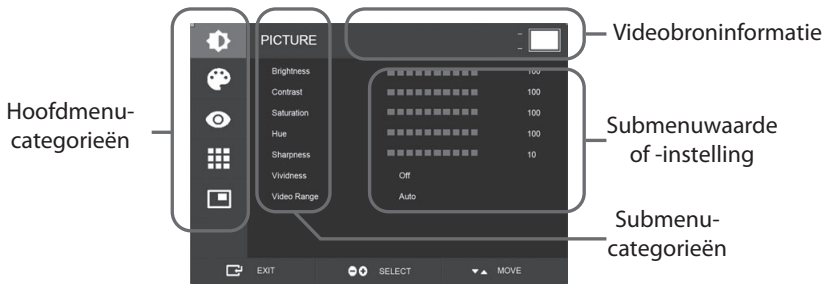 Hoofdmenu-
categorieën
PICTURE
Videobroninformatie
Brightness 100
Contrast 100
Saturation 100
Hue 100
Sharpness 10
Vividness Off
Video Range Auto
Submenuwaarde
of -instelling
Submenu-
categorieën
EXIT SELECT MOVE